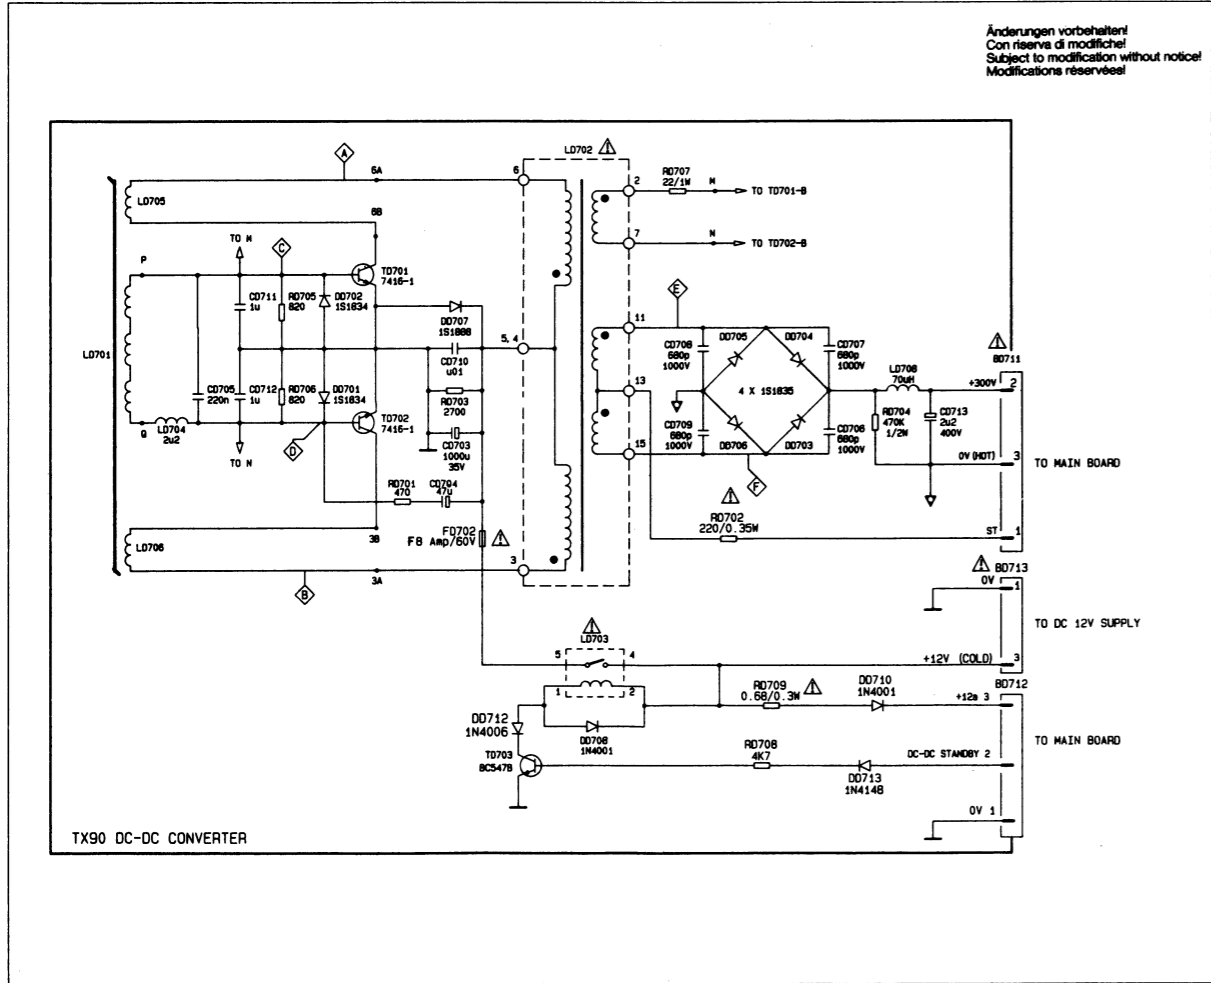 Änderungen vorbehalten!
Con riserva di modifiche!
Subject to modification without notice!
Modifications réservées!
LD702
A
6A
6
LD705
6B
2
RD707
22/1W
M
TO TD701-B
7
N
TO TD702-B
TO M
C
P
TD701
7416-1
CD711
1u
RD705
820
DD702
1S1834
DD707
1S1888
E
11
5, 4
CD710
u01
LD701
CD705
220n
CD712
1u
RD706
820
DD701
1S1834
RD703
2700
TD702
7416-1
CD703
1000u
35V
Q
LD704
2u2
D
TO N
CD708
680p
1000V
DD705
DD704
CD707
680p
1000V
LD708
70uH
BD711
+300V
2
13
4 X 1S1835
CD709
680p
1000V
DD706
DD703
CD706
680p
1000V
RD704
470K
1/2W
CD713
2u2
400V
15
0V (HOT)
3
TO MAIN BOARD
F
RD701
470
CD704
47u
RD702
220/0.35W
ST
1
FD702
F8 Amp/60V
LD706
3B
3
3A
B
BD713
0V
1
TO DC 12V SUPPLY
LD703
5
4
+12V (COLD)
3
1
2
BD712
RD709
0.68/0.3W
DD710
1N4001
+12a 3
DD712
1N4006
DD708
1N4001
TO MAIN BOARD
TD703
BC547B
RD708
4K7
DC-DC STANDBY 2
DD713
1N4148
0V 1
TX90 DC-DC CONVERTER